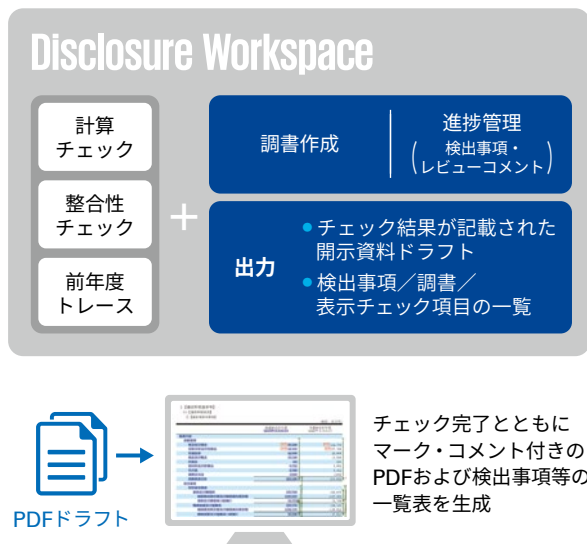 Disclosure Workspace
計算
チェック
整合性
チェック
前年度
トレース
+
調書作成
進捗管理
(検出事項・
レビューコメント)
出力
• チェック結果が記載された
開示資料ドラフト
• 検出事項／調書／
表示チェック項目の一覧
PDFドラフト
チェック完了とともに
マーク・コメント付きの
PDFおよび検出事項等の
一覧表を生成